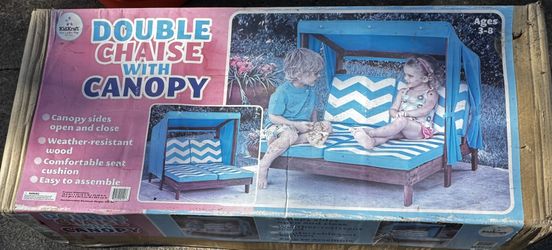 KidKraft
DOUBLE
CHAISE
WITH
CANOPY
Ages
3-8
Canopy sides
open and close
Weather-resistant
wood
Comfortable seat
cushion
Easy to assemble
CANOPY